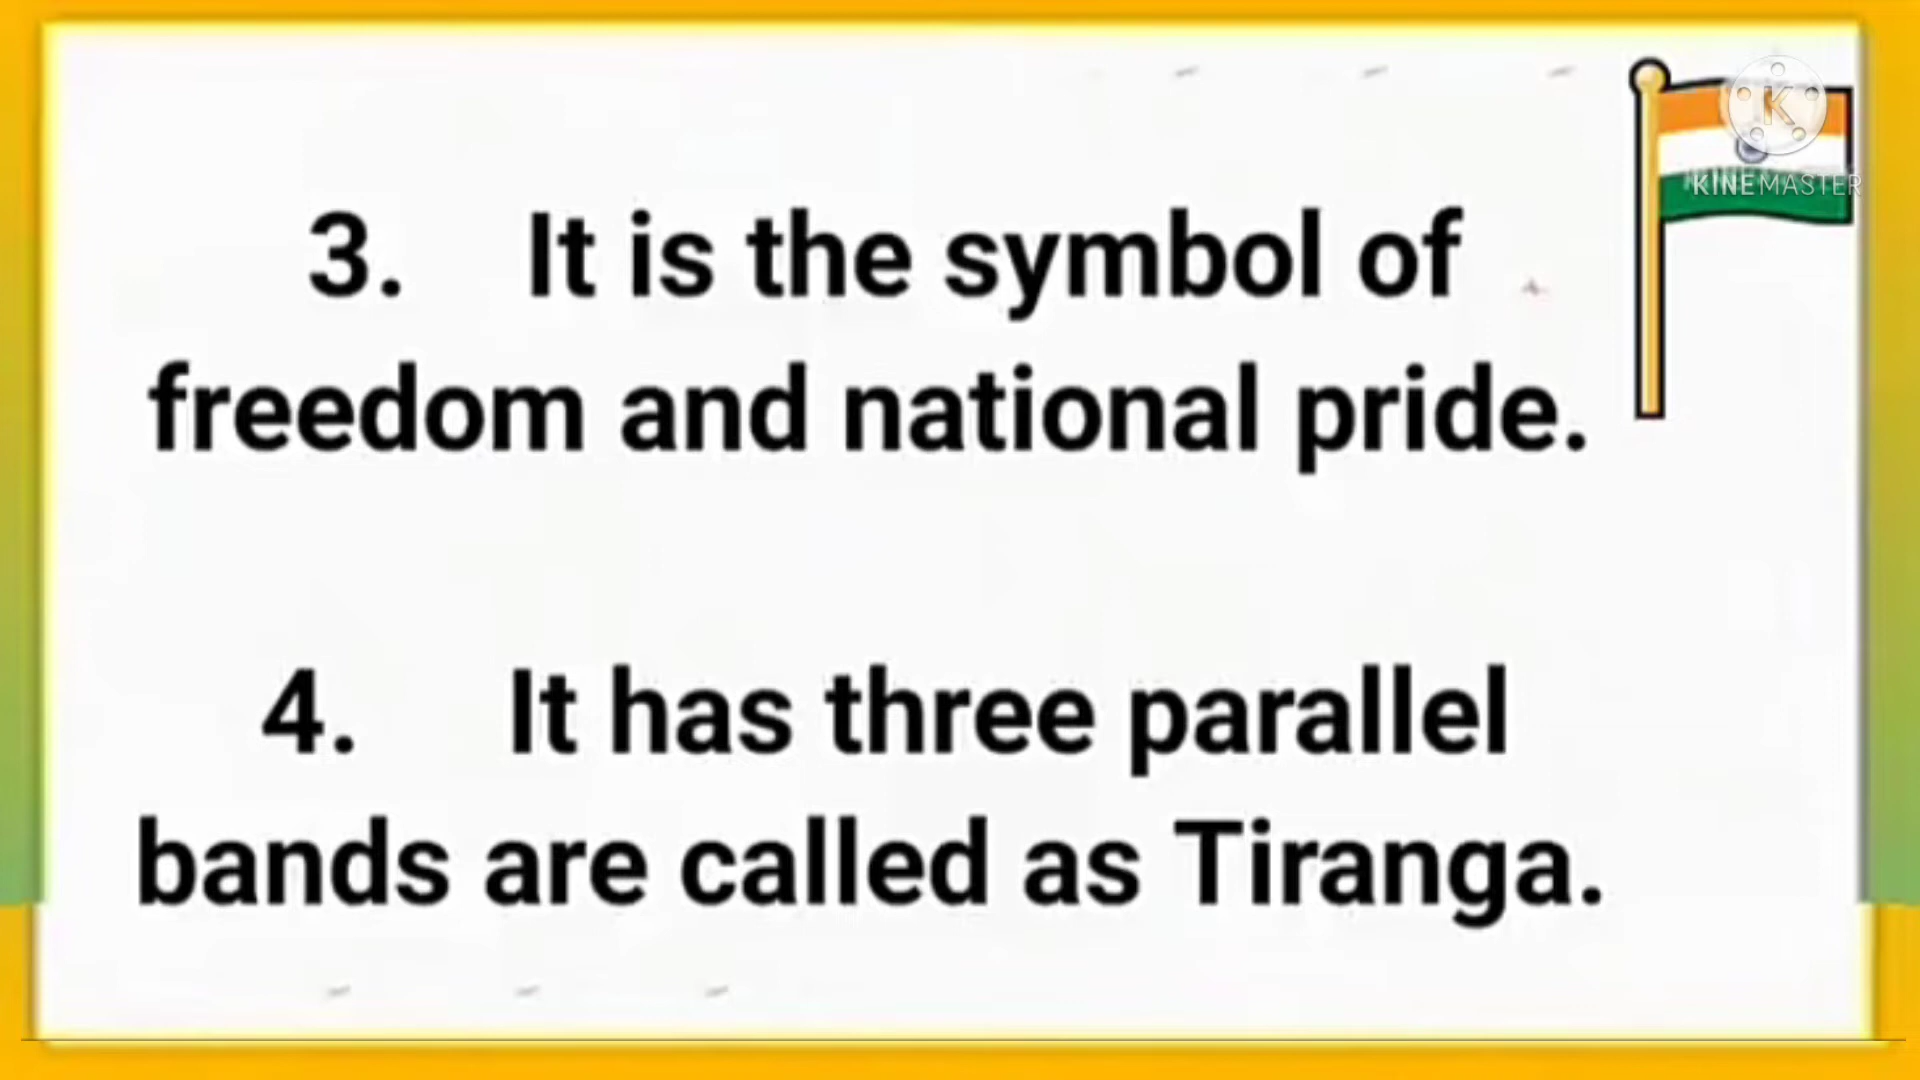 3. It is the symbol of
freedom and national pride.
4. It has three parallel
bands are called as Tiranga.
K
KINEMASTER